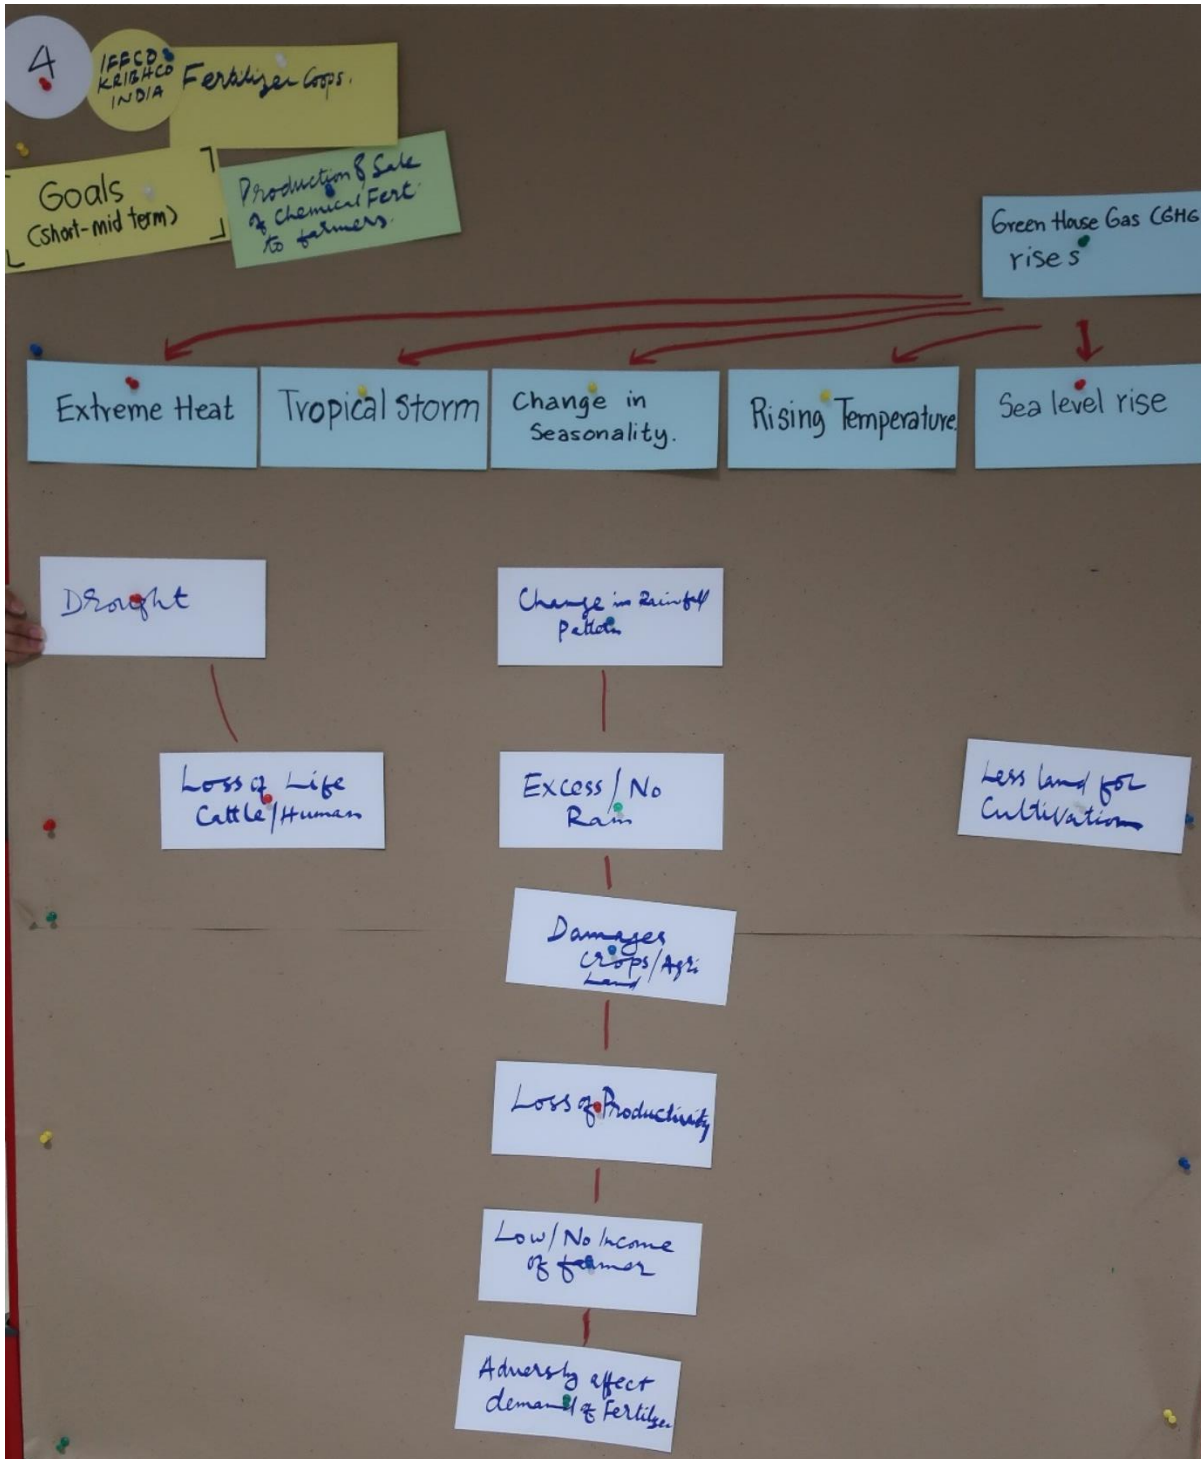 4
IFFCO
KRIBHCO
INDIA
Fertilizer Coops.
Goals
(short-mid term)
Production & Sale
of Chemical Fert.
to farmers.
Green House Gas (GHG
rises
Extreme Heat
Tropical storm
Change in
Seasonality.
Rising Temperature.
Sea level rise
Drought
Change in Rainfall
Pattern
Loss of Life
Cattle/Human
Excess/No
Rain
Less land for
Cultivation
Damages
Crops/Agri
Land
Loss of Productivity
Low/No Income
of farmer
Adversly affect
demand of Fertilizer